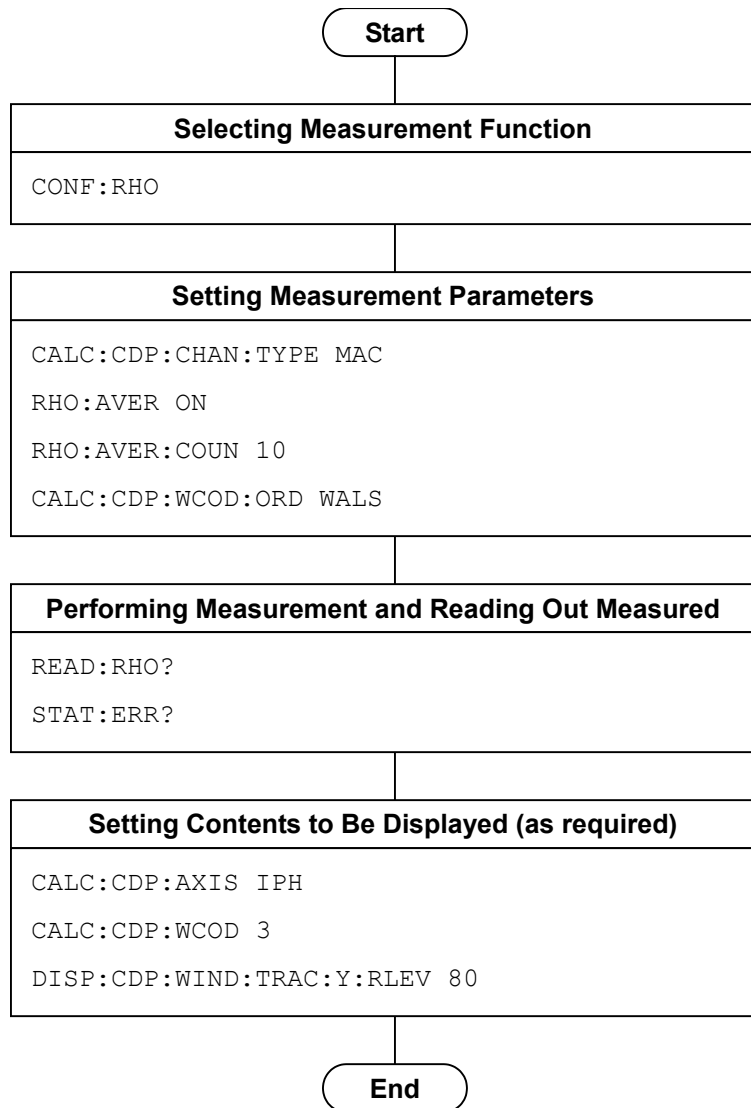 Start
Selecting Measurement Function
CONF:RHO
Setting Measurement Parameters
CALC:CDP:CHAN:TYPE MAC
RHO:AVER ON
RHO:AVER:COUN 10
CALC:CDP:WCOD:ORD WALS
Performing Measurement and Reading Out Measured
READ:RHO?
STAT:ERR?
Setting Contents to Be Displayed (as required)
CALC:CDP:AXIS IPH
CALC:CDP:WCOD 3
DISP:CDP:WIND:TRAC:Y:RLEV 80
End